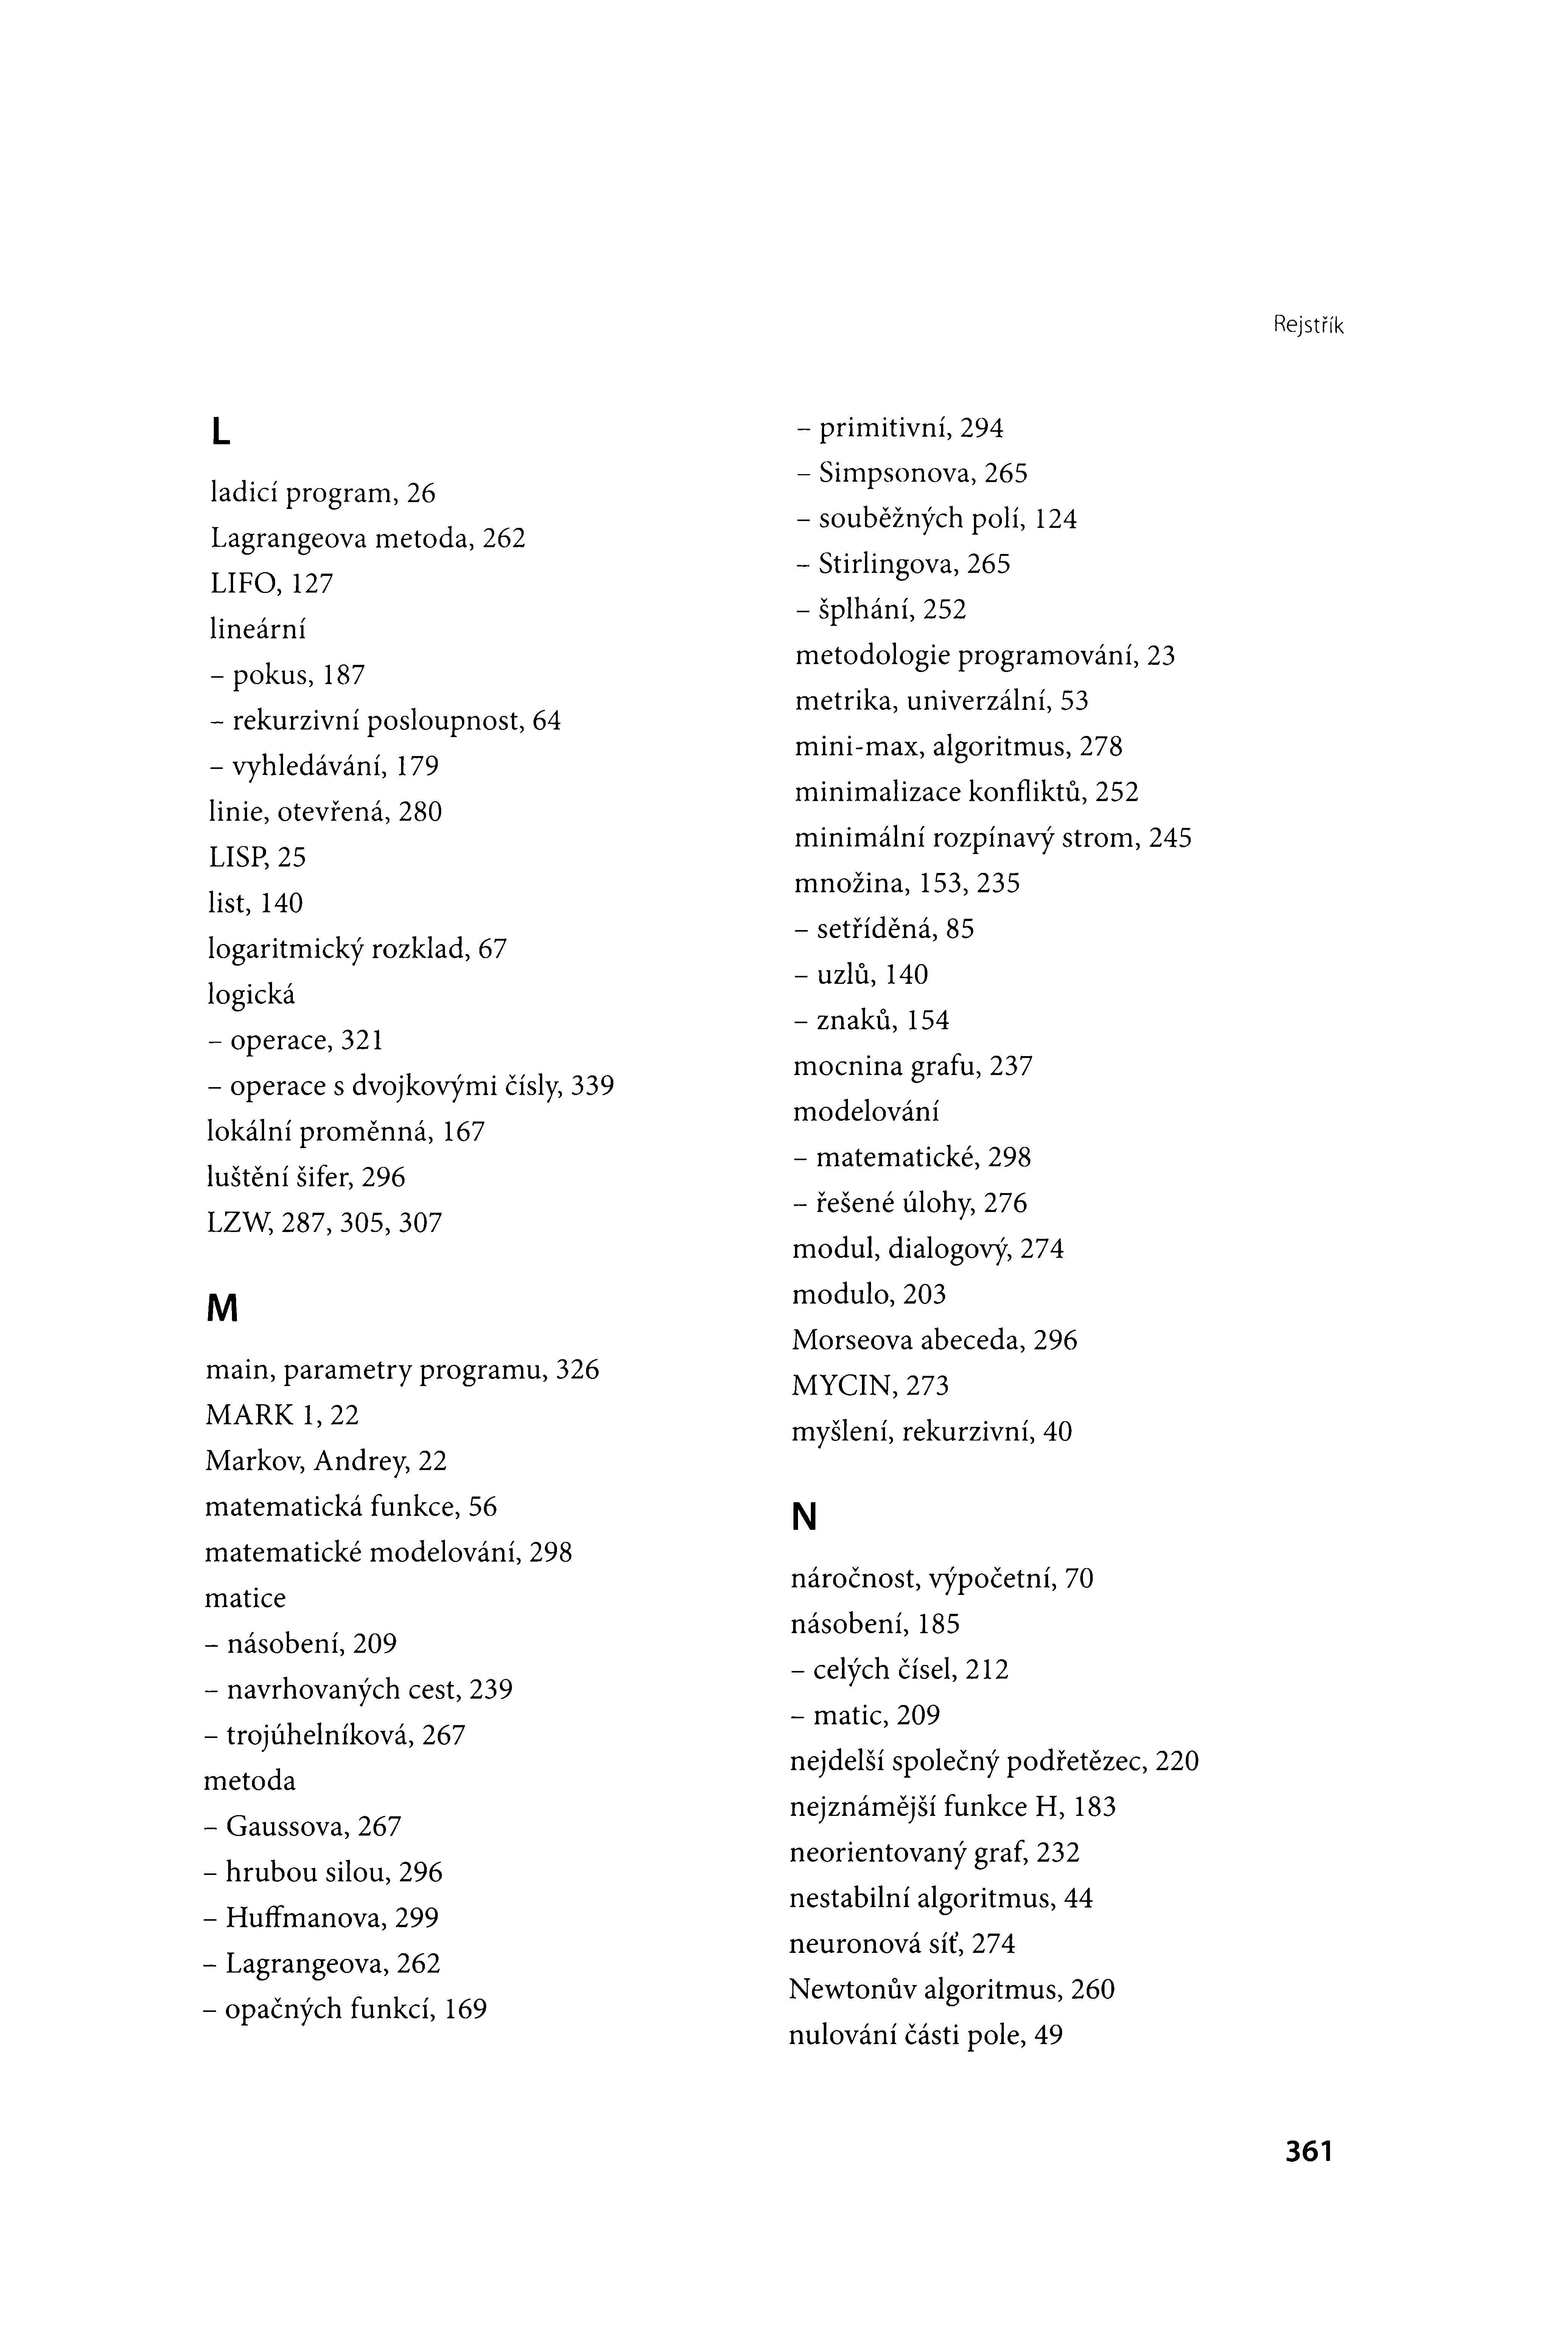 Rejstřík
L
ladicí program, 26
Lagrangeova metoda, 262
LIFO, 127
lineární
– pokus, 187
– rekurzivní posloupnost, 64
– vyhledávání, 179
linie, otevřená, 280
LISP, 25
list, 140
logaritmický rozklad, 67
logická
– operace, 321
– operace s dvojkovými čísly, 339
lokální proměnná, 167
luštění šifer, 296
LZW, 287, 305, 307
M
main, parametry programu, 326
MARK 1, 22
Markov, Andrey, 22
matematická funkce, 56
matematické modelování, 298
matice
– násobení, 209
– navrhovaných cest, 239
– trojúhelníková, 267
metoda
– Gaussova, 267
– hrubou silou, 296
– Huffmanova, 299
– Lagrangeova, 262
– opačných funkcí, 169
– primitivní, 294
– Simpsonova, 265
– souběžných polí, 124
– Stirlingova, 265
– šplhání, 252
metodologie programování, 23
metrika, univerzální, 53
mini-max, algoritmus, 278
minimalizace konfliktů, 252
minimální rozpínavý strom, 245
množina, 153, 235
– setříděná, 85
– uzlů, 140
– znaků, 154
mocnina grafu, 237
modelování
– matematické, 298
– řešené úlohy, 276
modul, dialogový, 274
modulo, 203
Morseova abeceda, 296
MYCIN, 273
myšlení, rekurzivní, 40
N
náročnost, výpočetní, 70
násobení, 185
– celých čísel, 212
– matic, 209
nejdelší společný podřetězec, 220
nejznámější funkce H, 183
neorientovaný graf, 232
nestabilní algoritmus, 44
neuronová síť, 274
Newtonův algoritmus, 260
nulování části pole, 49
361